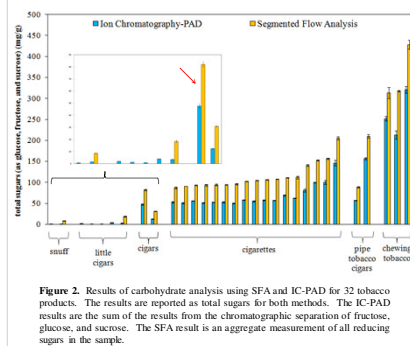 Ion Chromatography-PAD
Segmented Flow Analysis
total sugars (as glucose, fructose, and sucrose) (mg/g)
500
450
400
350
300
250
200
150
100
50
0
snuff
little
cigars
cigars
cigarettes
pipe
tobacco
cigars
chewing
tobacco
Figure 2. Results of carbohydrate analysis using SFA and IC-PAD for 32 tobacco
products. The results are reported as total sugars for both methods. The IC-PAD
results are the sum of the results from the chromatographic separation of fructose,
glucose, and sucrose. The SFA result is an aggregate measurement of all reducing
sugars in the sample.